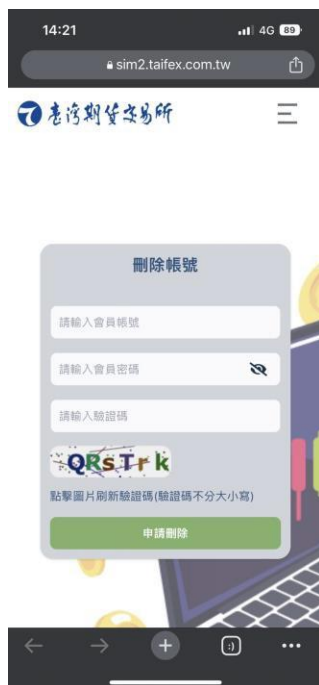 14:21
4G 89
sim2.taifex.com.tw
臺灣期貨交易所
刪除帳號
請輸入會員帳號
請輸入會員密碼
請輸入驗證碼
QRsTrk
點擊圖片刷新驗證碼(驗證碼不分大小寫)
申請刪除
:)